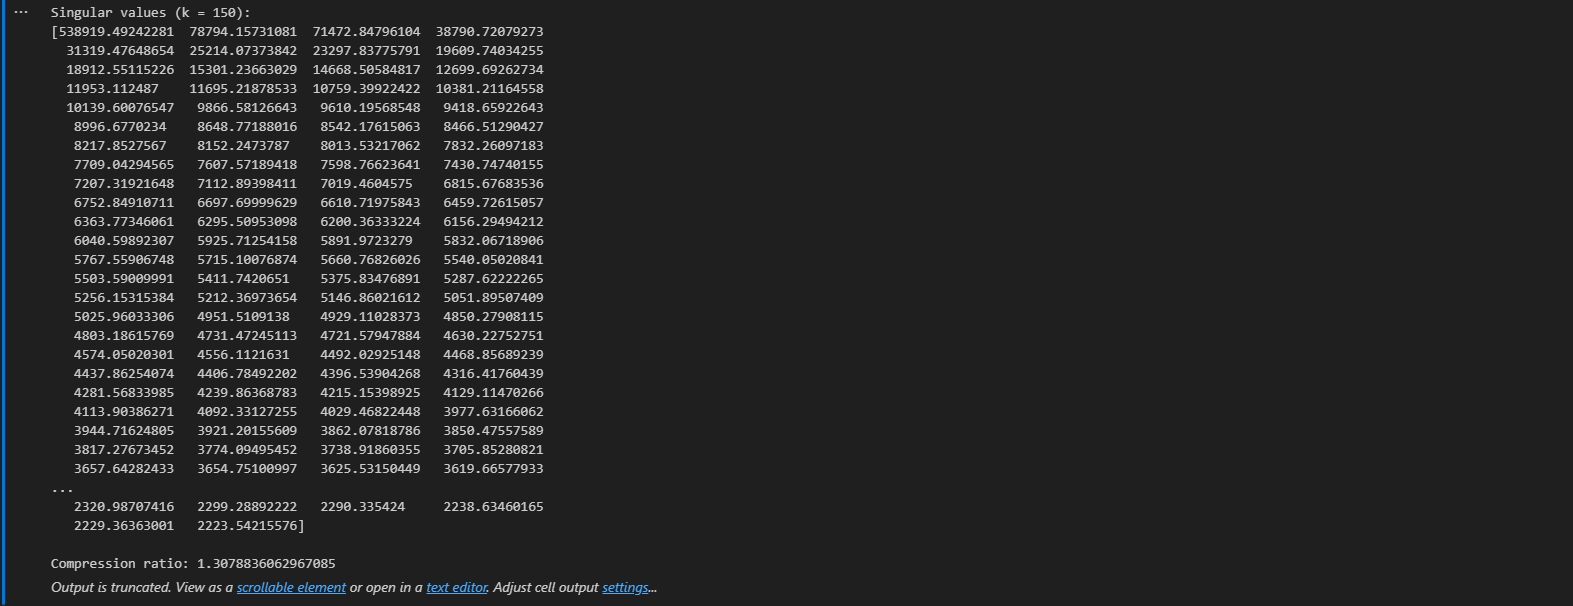 ...
Singular values (k = 150):
[538919.49242281 78794.15731081 71472.84796104 38790.72079273
31319.47648654 25214.07373842 23297.83775791 19609.74034255
18912.55115226 15301.23663029 14668.50584817 12699.69262734
11953.112487 11695.21878533 10759.39922422 10381.21164558
10139.60076547 9866.58126643 9610.19568548 9418.65922643
8996.6770234 8648.77188016 8542.17615063 8466.51290427
8217.8527567 8152.2473787 8013.53217062 7832.26097183
7709.04294565 7607.57189418 7598.76623641 7430.74740155
7207.31921648 7112.89398411 7019.4604575 6815.67683536
6752.84910711 6697.69999629 6610.71975843 6459.72615057
6363.77346061 6295.50953098 6200.36333224 6156.29494212
6040.59892307 5925.71254158 5891.9723279 5832.06718906
5767.55906748 5715.10076874 5660.76826026 5540.05020841
5503.59009991 5411.7420651 5375.83476891 5287.62222265
5256.15315384 5212.36973654 5146.86021612 5051.89507409
5025.96033306 4951.5109138 4929.11028373 4850.27908115
4803.18615769 4731.47245113 4721.57947884 4630.22752751
4574.05020301 4556.1121631 4492.02925148 4468.85689239
4437.86254074 4406.78492202 4396.53904268 4316.41760439
4281.56833985 4239.86368783 4215.15398925 4129.11470266
4113.90386271 4092.33127255 4029.46822448 3977.63166062
3944.71624805 3921.20155609 3862.07818786 3850.47557589
3817.27673452 3774.09495452 3738.91860355 3705.85280821
3657.64282433 3654.75100997 3625.53150449 3619.66577933
...
2320.98707416 2299.28892222 2290.335424 2238.63460165
2229.36363001 2223.54215576]
Compression ratio: 1.3078836062967085
Output is truncated. View as a scrollable element or open in a text editor. Adjust cell output settings...